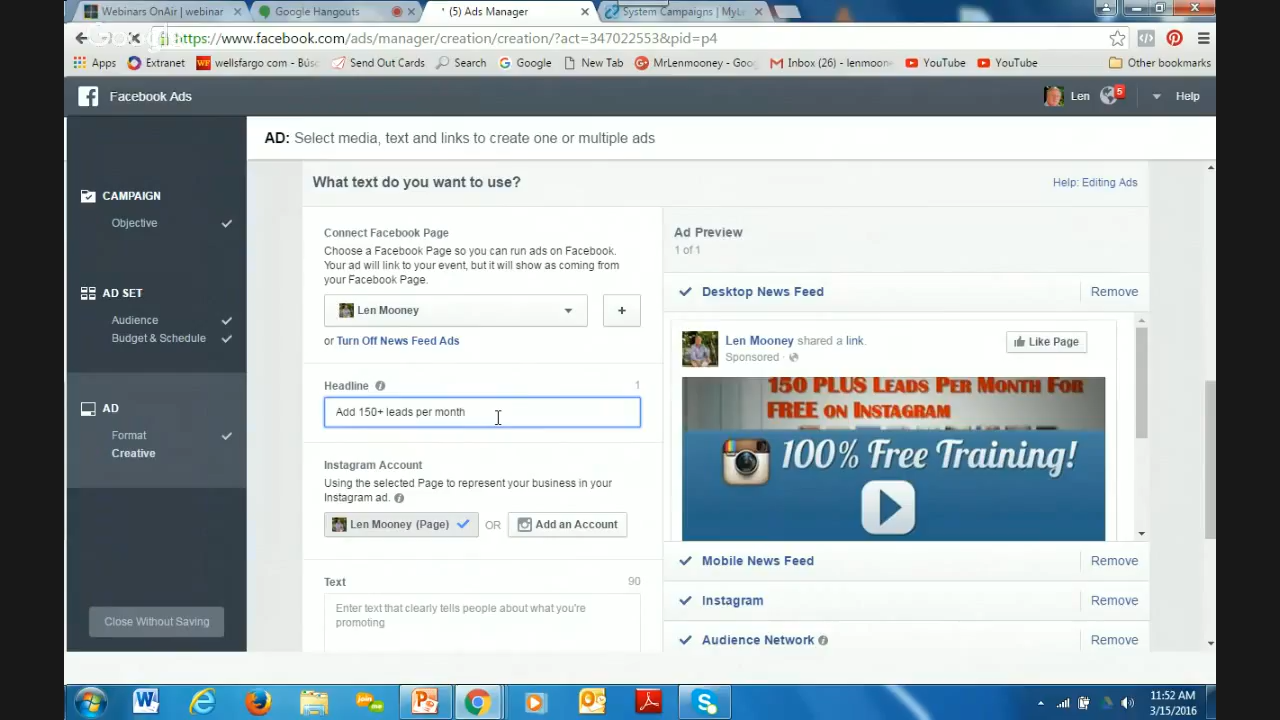 Webinars OnAir | webinar
Google Hangouts
(5) Ads Manager
System Campaigns | MyLe
https://www.facebook.com/ads/manager/creation/creation/?act=347022553&pid=p4
Apps
Extranet
wellsfargo.com - Búsc
Send Out Cards
Search
Google
New Tab
MrLenmooney - Goog
Inbox (26) - lenmoone
YouTube
YouTube
Other bookmarks
Facebook Ads
Len
5
Help
AD: Select media, text and links to create one or multiple ads
CAMPAIGN
Objective
AD SET
Audience
Budget & Schedule
AD
Format
Creative
Close Without Saving
What text do you want to use?
Help: Editing Ads
Connect Facebook Page
Choose a Facebook Page so you can run ads on Facebook.
Your ad will link to your event, but it will show as coming from
your Facebook Page.
Len Mooney
+
or Turn Off News Feed Ads
Headline
1
Add 150+ leads per month
Instagram Account
Using the selected Page to represent your business in your
Instagram ad.
Len Mooney (Page)
OR
Add an Account
Text
90
Enter text that clearly tells people about what you're
promoting
Ad Preview
1 of 1
Desktop News Feed
Remove
Len Mooney shared a link.
Sponsored ·
Like Page
150 PLUS LEADS PER MONTH FOR
FREE ON INSTAGRAM
100% Free Training!
Mobile News Feed
Remove
Instagram
Remove
Audience Network
Remove
11:52 AM
3/15/2016